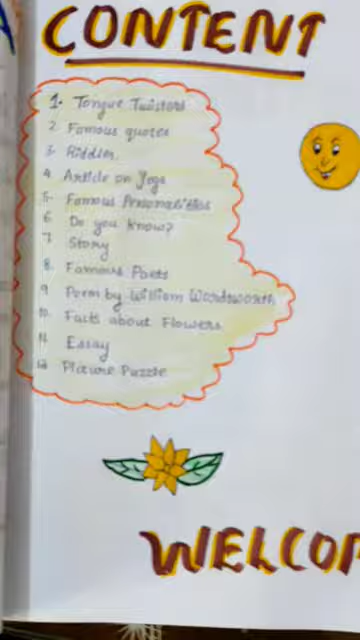 CONTENT
1. Tongue Twistors
2. Famous quotes
3. Riddles
4. Article on Yoga
5. Famous Personalities
6. Do you know?
7. Story
8. Famous Poets
9. Poem by William Wordsworth
10. Facts about Flowers
11. Essay
12. Picture Puzzle
WELCO